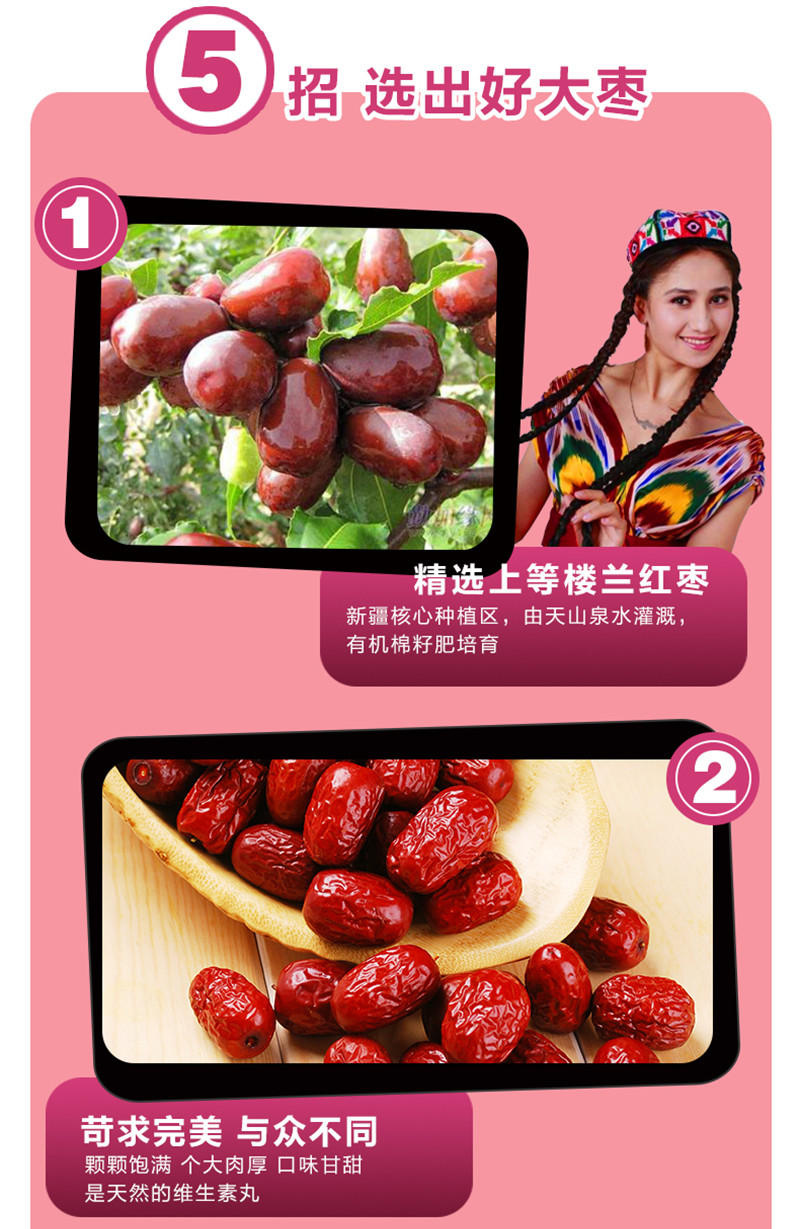 5招 选出好大枣
1
精选上等楼兰红枣
新疆核心种植区，由天山泉水灌溉，
有机棉籽肥培育
2
苛求完美 与众不同
颗颗饱满 个大肉厚 口味甘甜
是天然的维生素丸